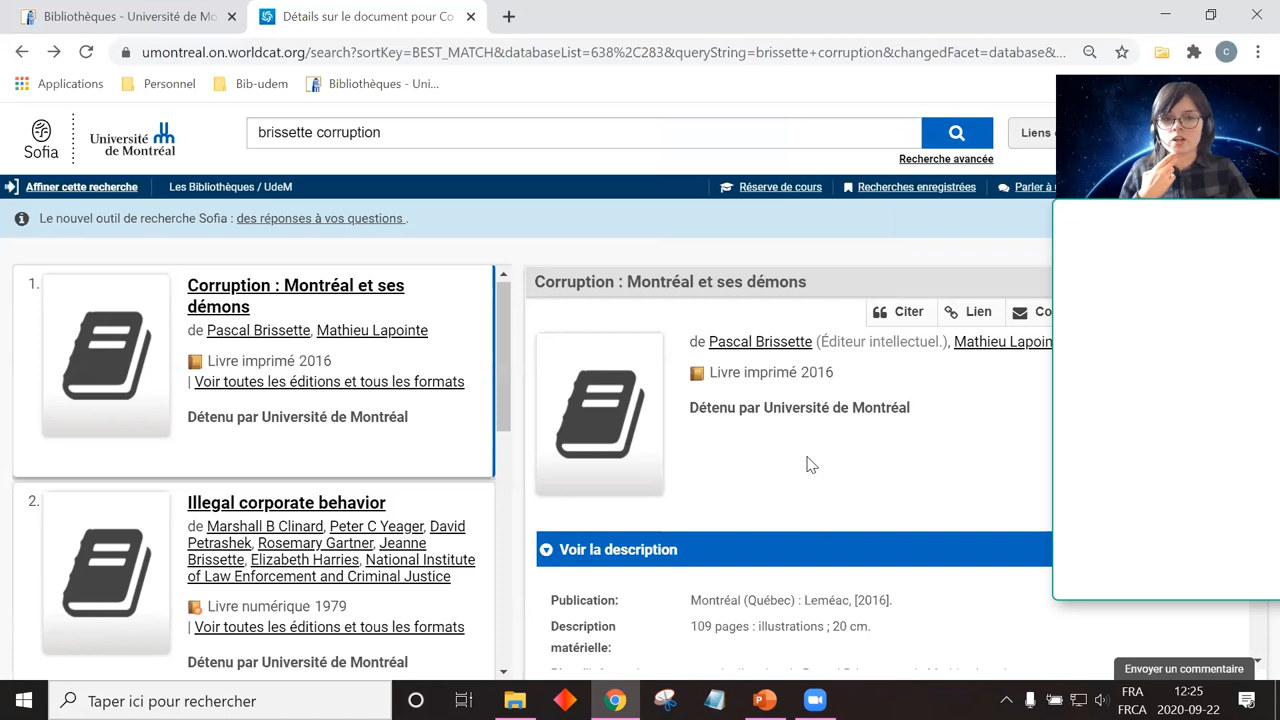 Bibliothèques - Université de Mo
Détails sur le document pour Co
umontreal.on.worldcat.org/search?sortKey=BEST_MATCH&databaseList=638%2C283&queryString=brissette+corruption&changedFacet=database&...
C
Applications
Personnel
Bib-udem
Bibliothèques - Uni...
Sofia
Université
de Montréal
brissette corruption
Liens
Recherche avancée
Affiner cette recherche
Les Bibliothèques / UdeM
Réserve de cours
Recherches enregistrées
Parler à
Le nouvel outil de recherche Sofia : des réponses à vos questions .
1.
Corruption : Montréal et ses
démons
de Pascal Brissette, Mathieu Lapointe
Livre imprimé 2016
| Voir toutes les éditions et tous les formats
Détenu par Université de Montréal
2.
Illegal corporate behavior
de Marshall B Clinard, Peter C Yeager, David
Petrashek, Rosemary Gartner, Jeanne
Brissette, Elizabeth Harries, National Institute
of Law Enforcement and Criminal Justice
Livre numérique 1979
| Voir toutes les éditions et tous les formats
Détenu par Université de Montréal
Corruption : Montréal et ses démons
Citer
Lien
Co
de Pascal Brissette (Éditeur intellectuel.), Mathieu Lapoin
Livre imprimé 2016
Détenu par Université de Montréal
Voir la description
Publication: Montréal (Québec) : Leméac, [2016].
Description 109 pages : illustrations ; 20 cm.
matérielle:
Envoyer un commentaire
Taper ici pour rechercher
FRA
FRCA
12:25
2020-09-22